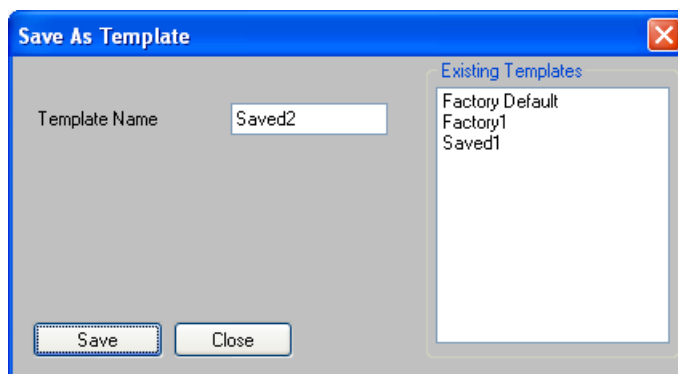 Save As Template
Template Name
Saved2
Existing Templates
Factory Default
Factory1
Saved1
Save
Close